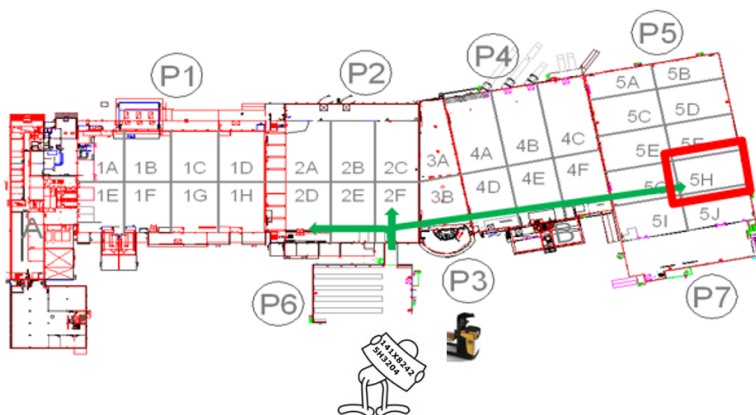 P5
P4
P2
P1
5A 5B
5C 5D
5E 5F
5G 5H
5I 5J
4A 4B 4C
4D 4E 4F
3A
3B
2A 2B 2C
2D 2E 2F
1A 1B 1C 1D
1E 1F 1G 1H
A
B
P6
P3
P7
141X8242
5H3204